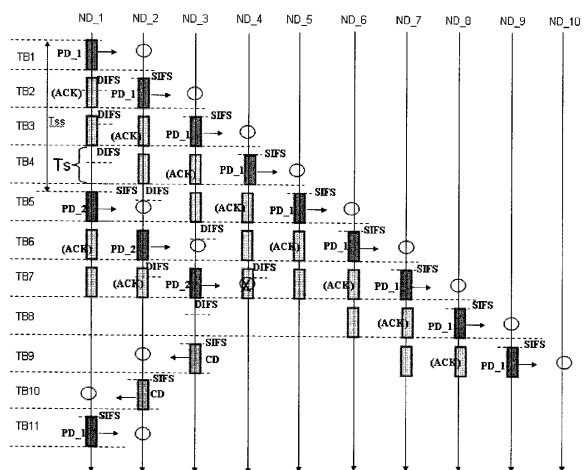 ND_1 ND_2 ND_3 ND_4 ND_5 ND_6 ND_7 ND_8 ND_9 ND_10
TB1 PD_1
DIFS SIFS
TB2 (ACK) PD_1
DIFS SIFS
TB3 Tss (ACK) PD_1
DIFS SIFS
TB4 Ts (ACK) PD_1
SIFS DIFS SIFS
TB5 PD_2 (ACK) PD_1
DIFS SIFS
TB6 (ACK) PD_2 (ACK) PD_1
DIFS SIFS DIFS SIFS
TB7 (ACK) PD_2 X (ACK) PD_1
DIFS SIFS
TB8 (ACK) PD_1
SIFS SIFS
TB9 CD (ACK) PD_1
SIFS
TB10 CD
SIFS
TB11 PD_1